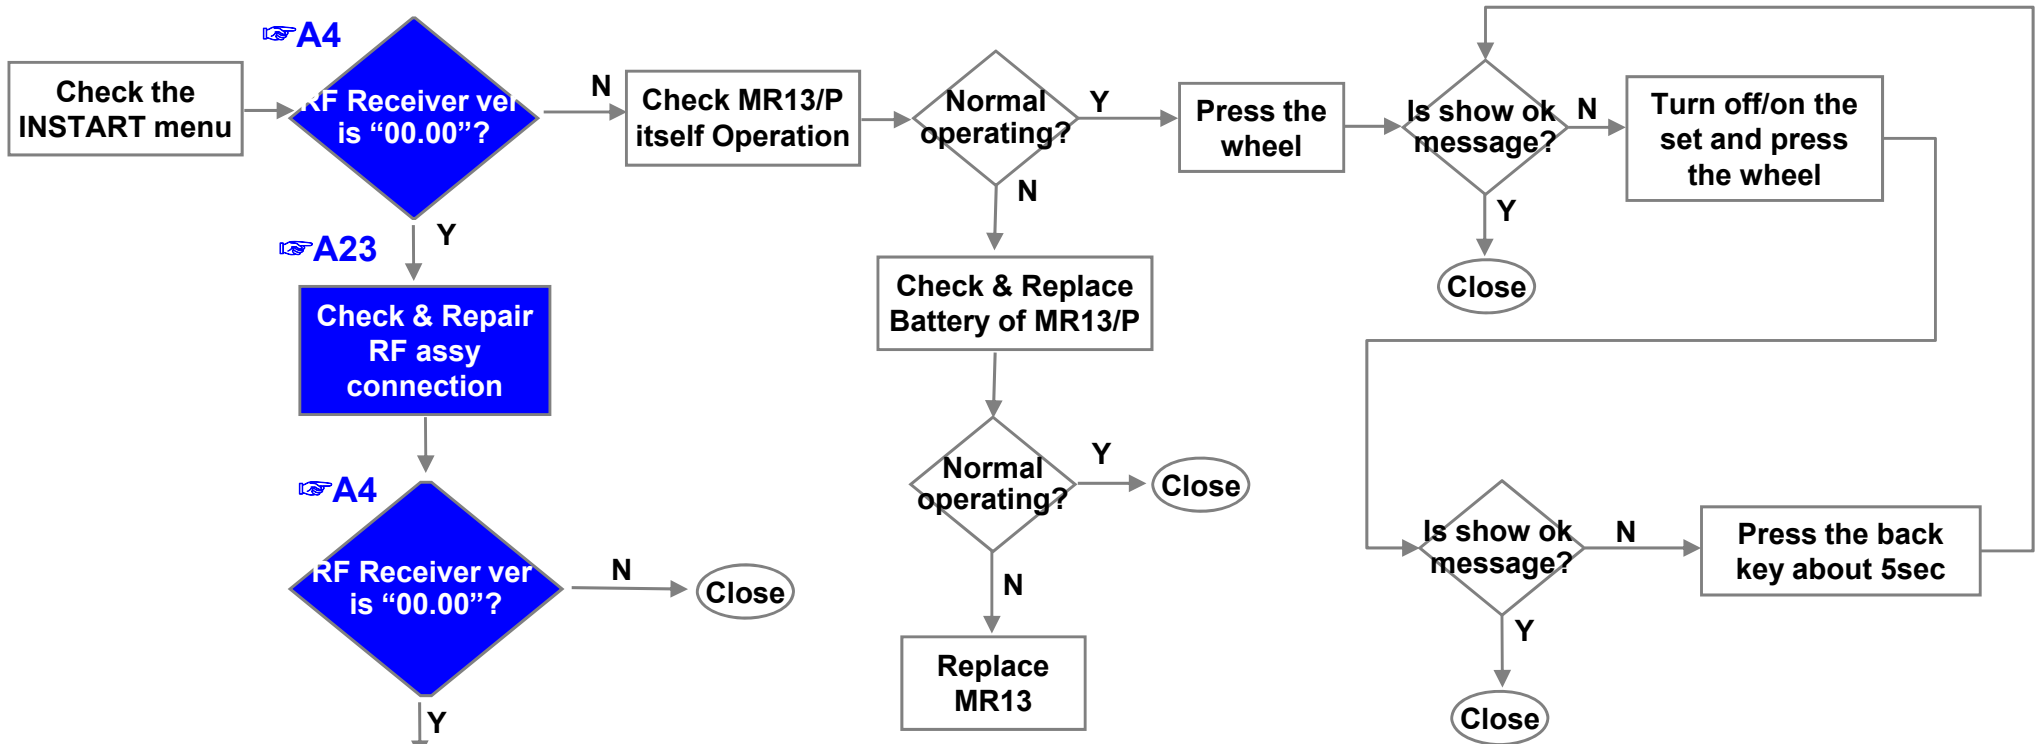 ☞A4
Check the
INSTART menu
RF Receiver ver
is “00.00”?
N
Check MR13/P
itself Operation
Normal
operating?
Y
Press the
wheel
Is show ok
message?
N
Turn off/on the
set and press
the wheel
Y
☞A23
N
Y
Close
Check & Repair
RF assy
connection
Check & Replace
Battery of MR13/P
☞A4
RF Receiver ver
is “00.00”?
N
Close
Y
Normal
operating?
Y
Close
N
Replace
MR13
Is show ok
message?
N
Press the back
key about 5sec
Y
Close